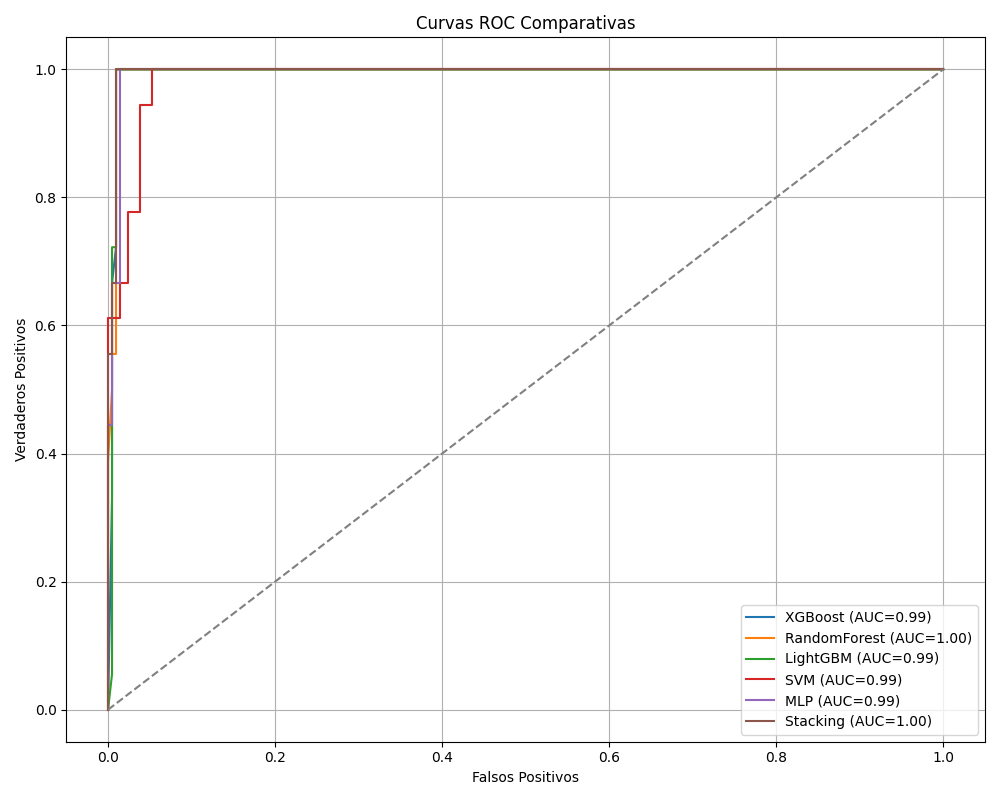 Curvas ROC Comparativas
Verdaderos Positivos
1.0
0.8
0.6
0.4
0.2
0.0
0.0 0.2 0.4 0.6 0.8 1.0
Falsos Positivos
XGBoost (AUC=0.99)
RandomForest (AUC=1.00)
LightGBM (AUC=0.99)
SVM (AUC=0.99)
MLP (AUC=0.99)
Stacking (AUC=1.00)